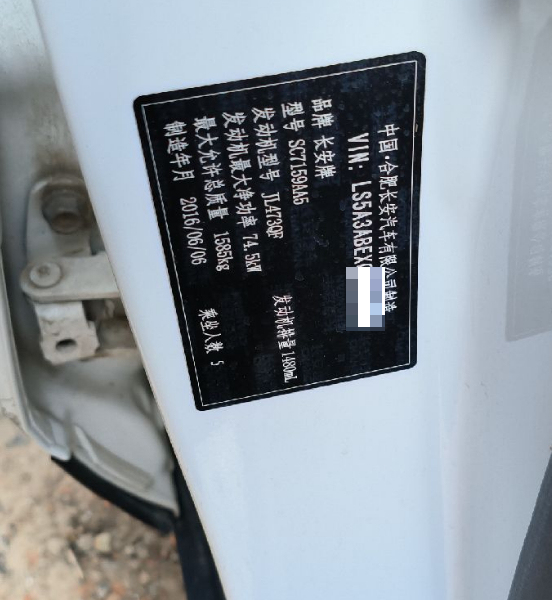 中国·合肥长安汽车有限公司制造
VIN: LS5A3ABEX
品牌 长安牌
型号 SC7159AA5
发动机型号 JL473QF 发动机排量 1480mL
发动机最大净功率 74.5kW
最大允许总质量 1585kg
制造年月 2016/06/06 乘坐人数 5